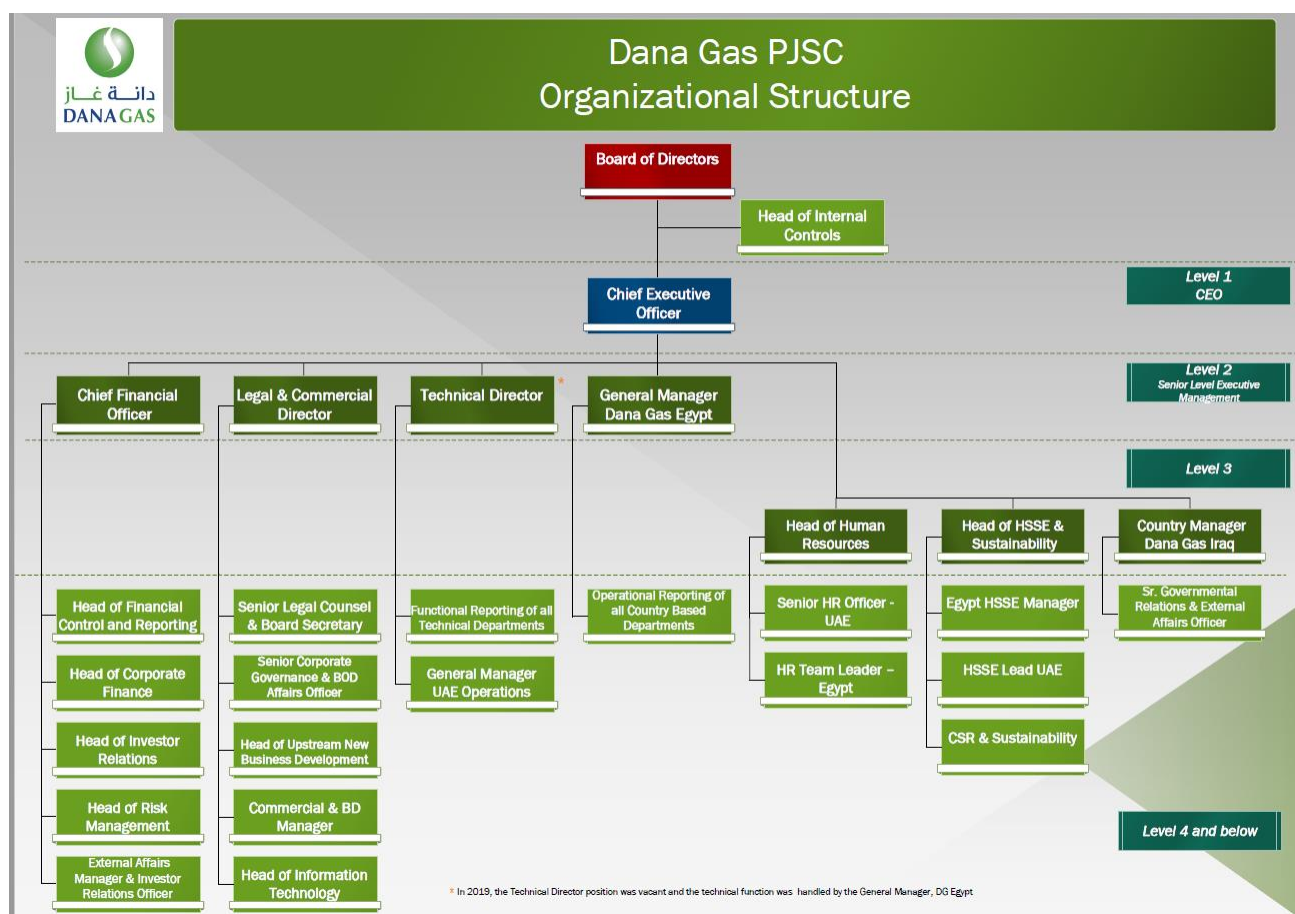 دانـة غـاز
DANA GAS
Dana Gas PJSC
Organizational Structure
Board of Directors
Head of Internal
Controls
Level 1
CEO
Chief Executive
Officer
Level 2
Senior Level Executive
Management
Chief Financial
Officer
Legal & Commercial
Director
Technical Director
*
General Manager
Dana Gas Egypt
Level 3
Head of Human
Resources
Head of HSSE &
Sustainability
Country Manager
Dana Gas Iraq
Head of Financial
Control and Reporting
Senior Legal Counsel
& Board Secretary
Functional Reporting of all
Technical Departments
Operational Reporting of
all Country Based
Departments
Senior HR Officer -
UAE
Egypt HSSE Manager
Sr. Governmental
Relations & External
Affairs Officer
Head of Corporate
Finance
Senior Corporate
Governance & BOD
Affairs Officer
General Manager
UAE Operations
HR Team Leader –
Egypt
HSSE Lead UAE
Head of Investor
Relations
Head of Upstream New
Business Development
CSR & Sustainability
Head of Risk
Management
Commercial & BD
Manager
Level 4 and below
External Affairs
Manager & Investor
Relations Officer
Head of Information
Technology
* In 2019, the Technical Director position was vacant and the technical function was handled by the General Manager, DG Egypt